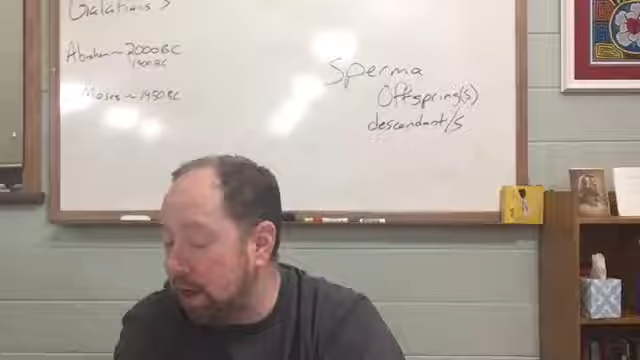 Galatians 3
Abraham ~ 2000BC
1900BC
Moses ~ 1450BC
Sperma
Offspring(s)
descendant/s